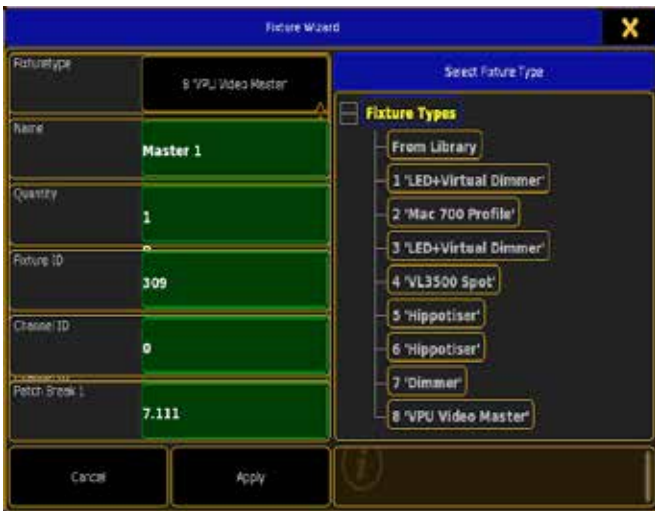 Fixture Wizard
X
Fixturetype
8 'VPU Video Master'
Name
Master 1
Quantity
1
Fixture ID
309
Channel ID
0
Patch Break 1
7.111
Cancel
Apply
Select Fixture Type
Fixture Types
From Library
1 'LED+Virtual Dimmer'
2 'Mac 700 Profile'
3 'LED+Virtual Dimmer'
4 'VL3500 Spot'
5 'Hippotiser'
6 'Hippotiser'
7 'Dimmer'
8 'VPU Video Master'